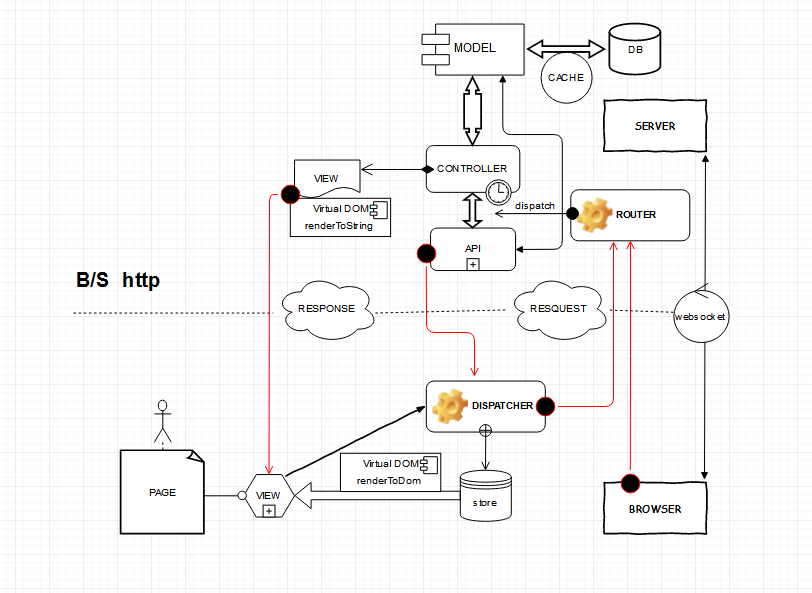 MODEL
DB
CACHE
SERVER
CONTROLLER
VIEW
dispatch
ROUTER
Virtual DOM
renderToString
API
B/S http
RESPONSE
RESQUEST
websocket
DISPATCHER
Virtual DOM
renderToDom
PAGE
VIEW
store
BROWSER